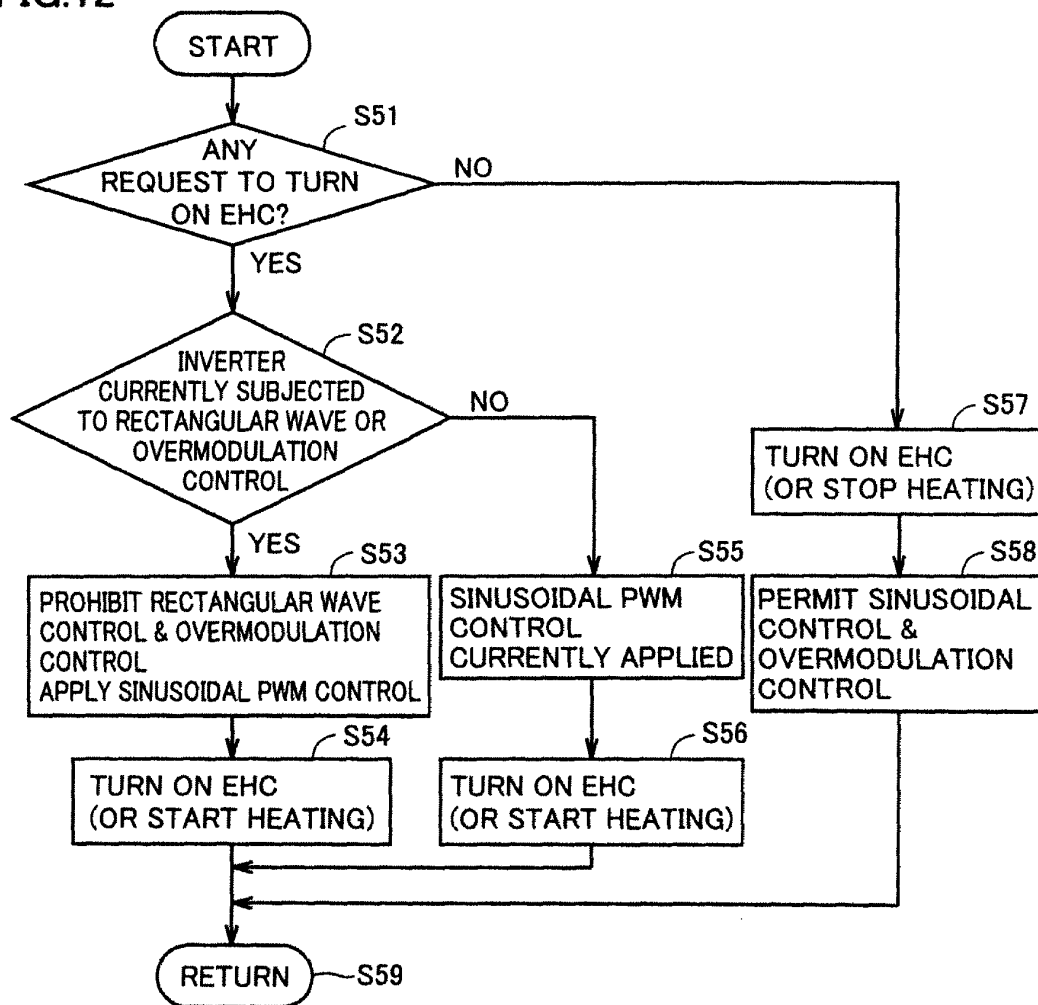 FIG.12
START
S51
ANY
REQUEST TO TURN
ON EHC?
NO
YES
S52
INVERTER
CURRENTLY SUBJECTED
TO RECTANGULAR WAVE OR
OVERMODULATION
CONTROL
NO
YES
S57
TURN ON EHC
(OR STOP HEATING)
S53
PROHIBIT RECTANGULAR WAVE
CONTROL & OVERMODULATION
CONTROL
APPLY SINUSOIDAL PWM CONTROL
S55
SINUSOIDAL PWM
CONTROL
CURRENTLY APPLIED
S58
PERMIT SINUSOIDAL
CONTROL &
OVERMODULATION
CONTROL
S54
TURN ON EHC
(OR START HEATING)
S56
TURN ON EHC
(OR START HEATING)
RETURN
S59